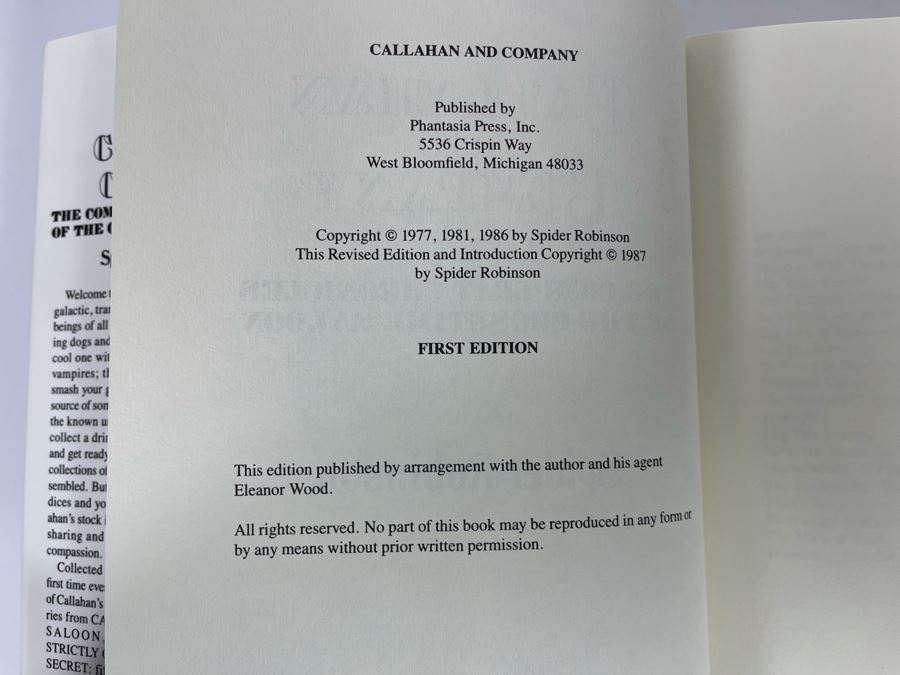 CALLAHAN AND COMPANY
Published by
Phantasia Press, Inc.
5536 Crispin Way
West Bloomfield, Michigan 48033
Copyright © 1977, 1981, 1986 by Spider Robinson
This Revised Edition and Introduction Copyright © 1987
by Spider Robinson
FIRST EDITION
This edition published by arrangement with the author and his agent
Eleanor Wood.
All rights reserved. No part of this book may be reproduced in any form or
by any means without prior written permission.
THE COM
OF THE
Welcome
galactic, tra
beings of all
ing dogs and
cool one wit
vampires; t
smash your
source of som
the known u
collect a drin
and get ready
collections of
sembled. But
dices and yo
ahan's stock
sharing and
compassion.
Collected
first time eve
of Callahan's
ries from CA
SALOON
STRICTLY
SECRET: